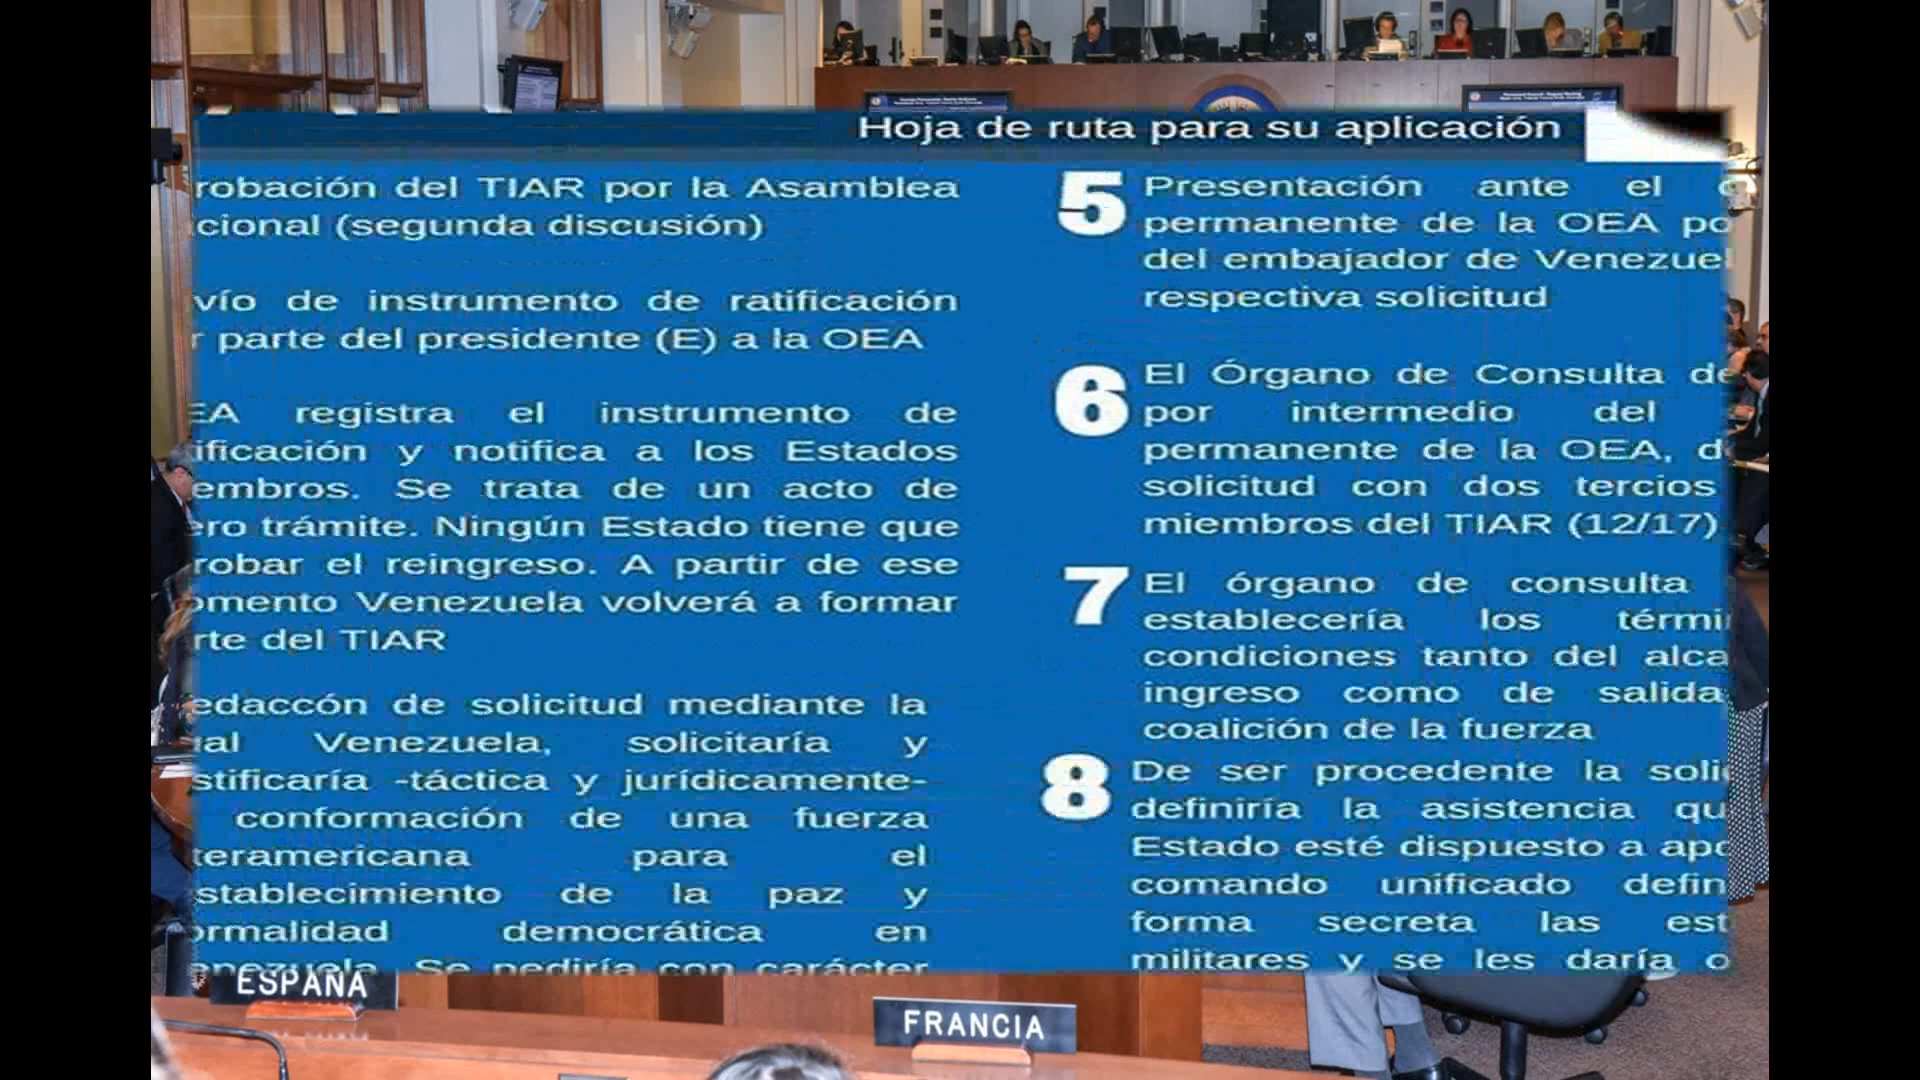 Hoja de ruta para su aplicación
robación del TIAR por la Asamblea
cional (segunda discusión)
vío de instrumento de ratificación
r parte del presidente (E) a la OEA
EA registra el instrumento de
ificación y notifica a los Estados
embros. Se trata de un acto de
ero trámite. Ningún Estado tiene que
robar el reingreso. A partir de ese
omento Venezuela volverá a formar
rte del TIAR
edaccón de solicitud mediante la
al Venezuela, solicitaría y
stificaría -táctica y jurídicamente-
conformación de una fuerza
teramericana para el
stablecimiento de la paz y
ormalidad democrática en
enezuela. Se pediría con carácter
5 Presentación ante el c
permanente de la OEA po
del embajador de Venezuel
respectiva solicitud
6 El Órgano de Consulta de
por intermedio del
permanente de la OEA, d
solicitud con dos tercios
miembros del TIAR (12/17)
7 El órgano de consulta
establecería los térmi
condiciones tanto del alca
ingreso como de salida
coalición de la fuerza
8 De ser procedente la soli
definiría la asistencia qu
Estado esté dispuesto a apo
comando unificado defin
forma secreta las est
militares y se les daría o
ESPAÑA
FRANCIA